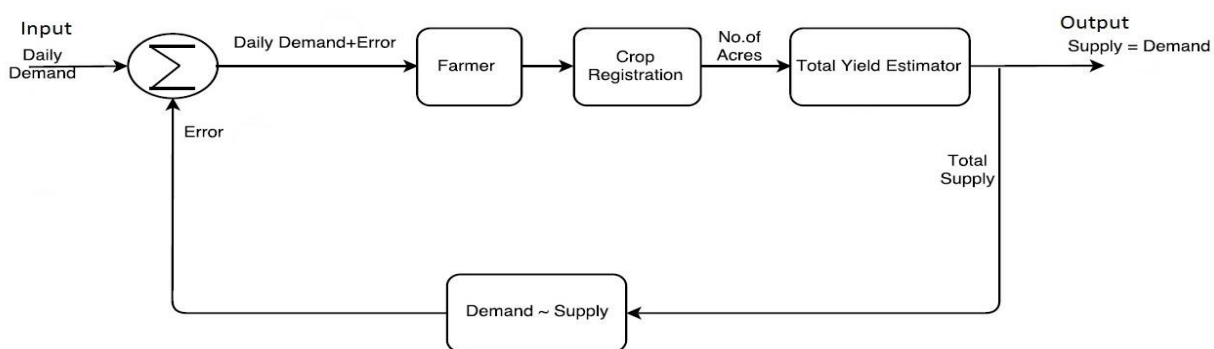 Input
Daily
Demand
Σ
Daily Demand+Error
Farmer
Crop
Registration
No.of
Acres
Total Yield Estimator
Output
Supply = Demand
Error
Total
Supply
Demand ~ Supply